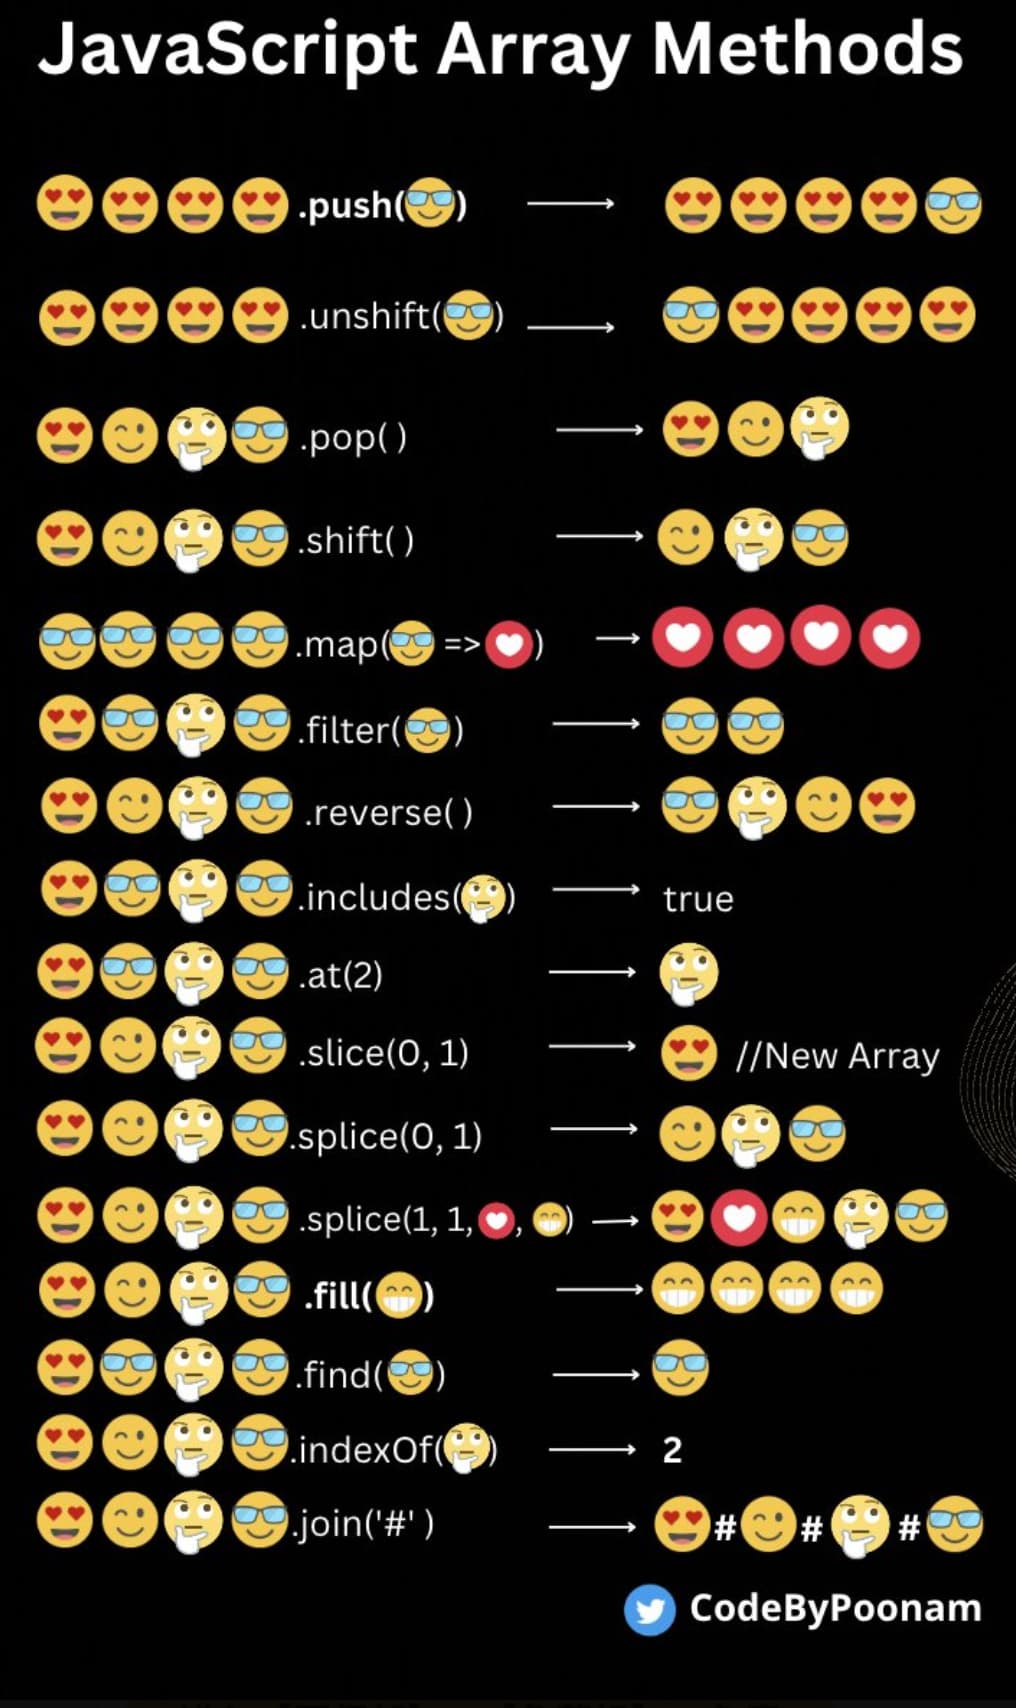 JavaScript Array Methods
😍😍😍😍.push(😎) → 😍😍😍😍😎
😍😍😍😍.unshift(😎) → 😎😍😍😍😍
😍😉🤔😎.pop( ) → 😍😉🤔
😍😉🤔😎.shift( ) → 😉🤔😎
😎😎😎😎.map(😎 => ❤️) → ❤️❤️❤️❤️
😍😎🤔😎.filter(😎) → 😎😎
😍😉🤔😎.reverse( ) → 😎🤔😉😍
😍😎🤔😎.includes(🤔) → true
😍😎🤔😎.at(2) → 🤔
😍😉🤔😎.slice(0, 1) → 😍 //New Array
😍😉🤔😎.splice(0, 1) → 😉🤔😎
😍😉🤔😎.splice(1, 1, ❤️, 😁) → 😍❤️😁🤔😎
😍😉🤔😎.fill(😁) → 😁😁😁😁
😍😎🤔😎.find(😎) → 😎
😍😉🤔😎.indexOf(🤔) → 2
😍😉🤔😎.join('#' ) → 😍#😉#🤔#😎
CodeByPoonam